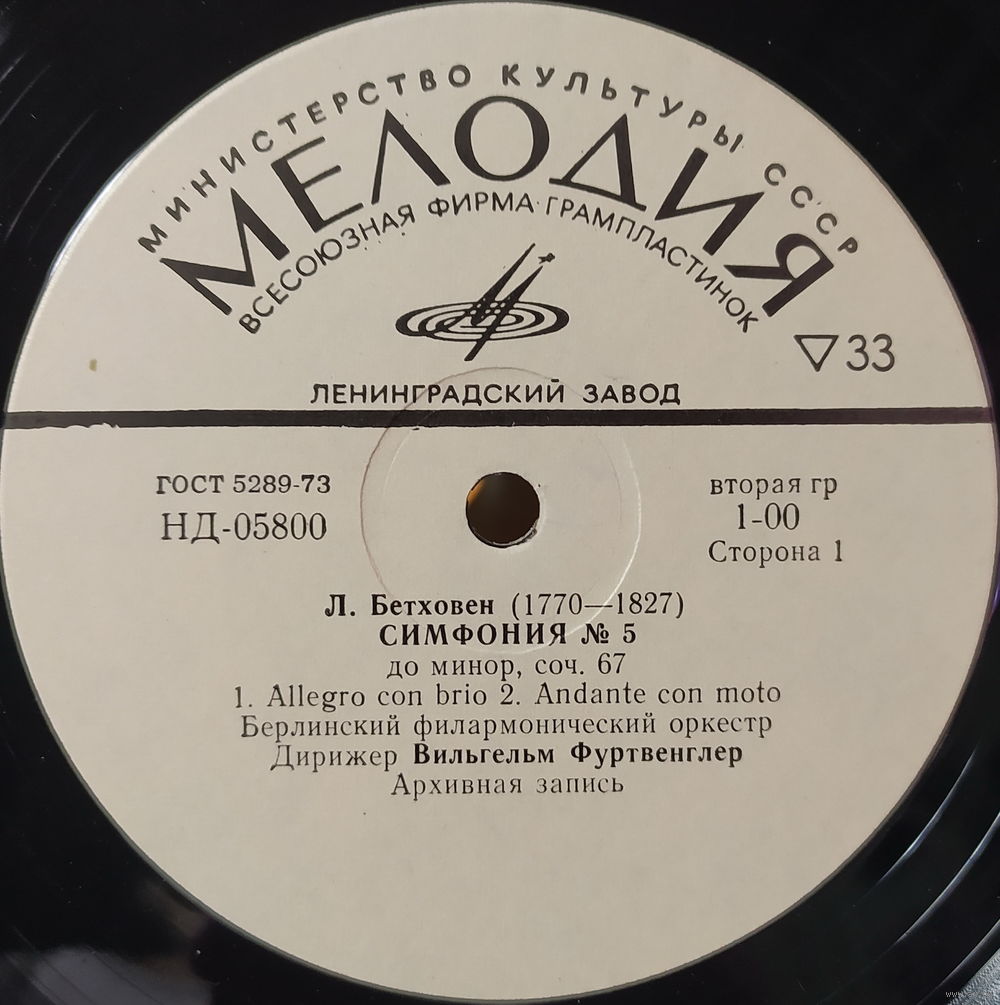 МИНИСТЕРСТВО КУЛЬТУРЫ СССР
МЕЛОДИЯ
ВСЕСОЮЗНАЯ ФИРМА ГРАМПЛАСТИНОК
33
ЛЕНИНГРАДСКИЙ ЗАВОД
ГОСТ 5289-73
НД-05800
вторая гр
1-00
Сторона 1
Л. Бетховен (1770—1827)
СИМФОНИЯ № 5
до минор, соч. 67
1. Allegro con brio 2. Andante con moto
Берлинский филармонический оркестр
Дирижер Вильгельм Фуртвенглер
Архивная запись